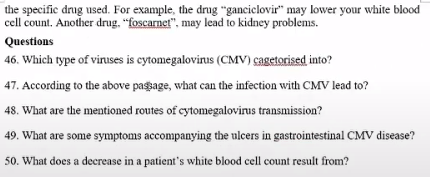 the specific drug used. For example, the drug "ganciclovir" may lower your white blood
cell count. Another drug, "foscarnet", may lead to kidney problems.
Questions
46. Which type of viruses is cytomegalovirus (CMV) cagetorised into?
47. According to the above passage, what can the infection with CMV lead to?
48. What are the mentioned routes of cytomegalovirus transmission?
49. What are some symptoms accompanying the ulcers in gastrointestinal CMV disease?
50. What does a decrease in a patient's white blood cell count result from?